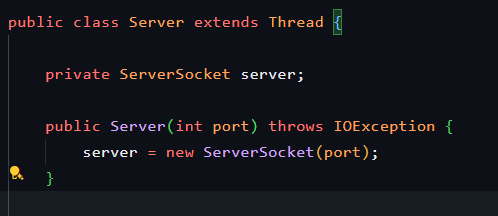 public class Server extends Thread {
private ServerSocket server;
public Server(int port) throws IOException {
server = new ServerSocket(port);
}